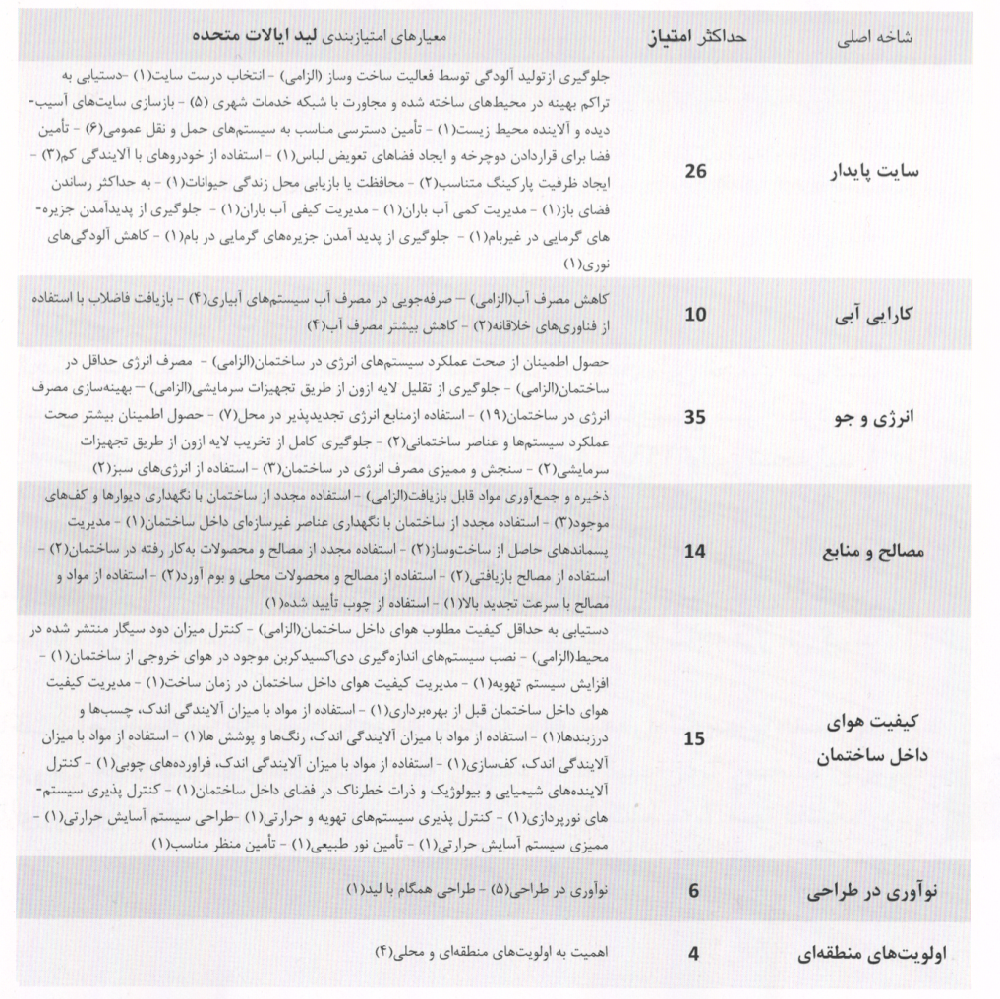 شاخه اصلی
حداکثر امتیاز
معیارهای امتیازبندی لید ایالات متحده
سایت پایدار
26
جلوگیری ازتولید آلودگی توسط فعالیت ساخت وساز (الزامی) - انتخاب درست سایت(۱) -دستیابی به
تراکم بهینه در محیط‌های ساخته شده و مجاورت با شبکه خدمات شهری (۵) - بازسازی سایت‌های آسیب-
دیده و آلاینده محیط زیست(۱) - تأمین دسترسی مناسب به سیستم‌های حمل و نقل عمومی(۶) - تأمین
فضا برای قراردادن دوچرخه و ایجاد فضاهای تعویض لباس(۱) - استفاده از خودروهای با آلایندگی کم(۳) -
ایجاد ظرفیت پارکینگ متناسب(۲) - محافظت یا بازیابی محل زندگی حیوانات(۱) - به حداکثر رساندن
فضای باز(۱) - مدیریت کمی آب باران(۱) - مدیریت کیفی آب باران(۱) - جلوگیری از پدیدآمدن جزیره-
های گرمایی در غیربام(۱) - جلوگیری از پدید آمدن جزیره‌های گرمایی در بام(۱) - کاهش آلودگی‌های
نوری(۱)
کارایی آبی
10
کاهش مصرف آب(الزامی) – صرفه‌جویی در مصرف آب سیستم‌های آبیاری(۴) - بازیافت فاضلاب با استفاده
از فناوری‌های خلاقانه(۲) - کاهش بیشتر مصرف آب(۴)
انرژی و جو
35
حصول اطمینان از صحت عملکرد سیستم‌های انرژی در ساختمان(الزامی) - مصرف انرژی حداقل در
ساختمان(الزامی) - جلوگیری از تقلیل لایه ازون از طریق تجهیزات سرمایشی(الزامی) – بهینه‌سازی مصرف
انرژی در ساختمان(۱۹) - استفاده ازمنابع انرژی تجدیدپذیر در محل(۷) - حصول اطمینان بیشتر صحت
عملکرد سیستم‌ها و عناصر ساختمانی(۲) - جلوگیری کامل از تخریب لایه ازون از طریق تجهیزات
سرمایشی(۲) - سنجش و ممیزی مصرف انرژی در ساختمان(۳) - استفاده از انرژی‌های سبز(۲)
مصالح و منابع
14
ذخیره و جمع‌آوری مواد قابل بازیافت(الزامی) - استفاده مجدد از ساختمان با نگهداری دیوارها و کف‌های
موجود(۳) - استفاده مجدد از ساختمان با نگهداری عناصر غیرسازه‌ای داخل ساختمان(۱) - مدیریت
پسماندهای حاصل از ساخت‌وساز(۲) - استفاده مجدد از مصالح و محصولات به‌کار رفته در ساختمان(۲) -
استفاده از مصالح بازیافتی(۲) - استفاده از مصالح و محصولات محلی و بوم آورد(۲) - استفاده از مواد و
مصالح با سرعت تجدید بالا(۱) - استفاده از چوب تأیید شده(۱)
کیفیت هوای
داخل ساختمان
15
دستیابی به حداقل کیفیت مطلوب هوای داخل ساختمان(الزامی) - کنترل میزان دود سیگار منتشر شده در
محیط(الزامی) - نصب سیستم‌های اندازه‌گیری دی‌اکسیدکربن موجود در هوای خروجی از ساختمان(۱) -
افزایش سیستم تهویه(۱) - مدیریت کیفیت هوای داخل ساختمان در زمان ساخت(۱) - مدیریت کیفیت
هوای داخل ساختمان قبل از بهره‌برداری(۱) - استفاده از مواد با میزان آلایندگی اندک، چسب‌ها و
درزبندها(۱) - استفاده از مواد با میزان آلایندگی اندک، رنگ‌ها و پوشش ها(۱) - استفاده از مواد با میزان
آلایندگی اندک، کف‌سازی(۱) - استفاده از مواد با میزان آلایندگی اندک، فراورده‌های چوبی(۱) - کنترل
آلاینده‌های شیمیایی و بیولوژیک و ذرات خطرناک در فضای داخل ساختمان(۱) - کنترل پذیری سیستم-
های نورپردازی(۱) - کنترل پذیری سیستم‌های تهویه و حرارتی(۱) -طراحی سیستم آسایش حرارتی(۱) -
ممیزی سیستم آسایش حرارتی(۱) - تأمین نور طبیعی(۱) - تأمین منظر مناسب(۱)
نوآوری در طراحی
6
نوآوری در طراحی(۵) - طراحی همگام با لید(۱)
اولویت‌های منطقه‌ای
4
اهمیت به اولویت‌های منطقه‌ای و محلی(۴)